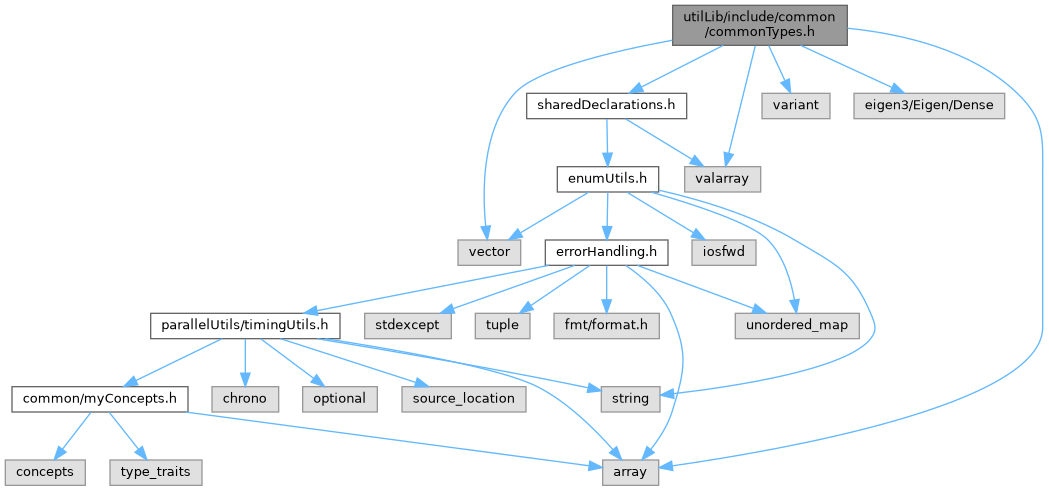 utilLib/include/common
/commonTypes.h
sharedDeclarations.h
variant
eigen3/Eigen/Dense
enumUtils.h
valarray
vector
errorHandling.h
iosfwd
parallelUtils/timingUtils.h
stdexcept
tuple
fmt/format.h
unordered_map
common/myConcepts.h
chrono
optional
source_location
string
concepts
type_traits
array